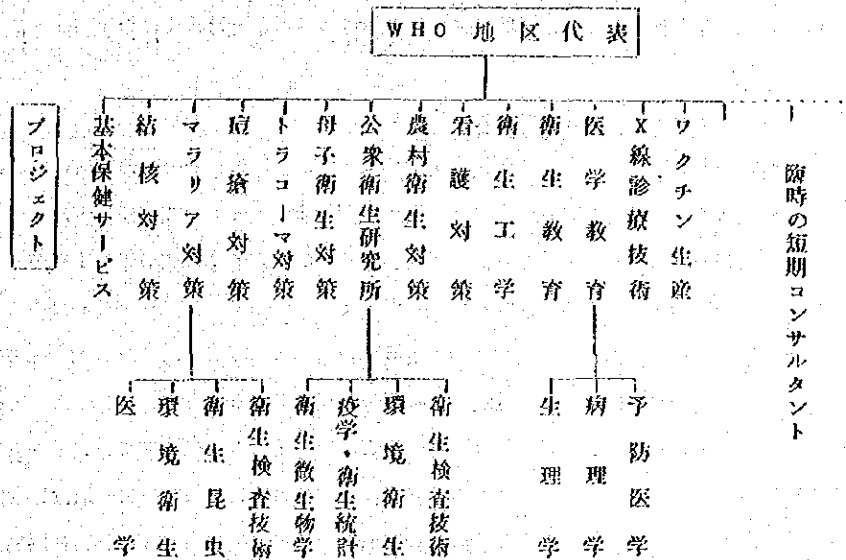 WHO 地区代表
プロジェクト
基本保健サービス
結核対策
マラリア対策
痘瘡対策
トラコーマ対策
母子衛生対策
公衆衛生研究所
農村衛生対策
看護対策
衛生工学
衛生教育
医学教育
X線診療技術
ワクチン生産
臨時の短期コンサルタント
医学
環境衛生
衛生昆虫
衛生検査技術
衛生微生物学
疫学・衛生統計
環境衛生
衛生検査技術
生理学
病理学
予防医学